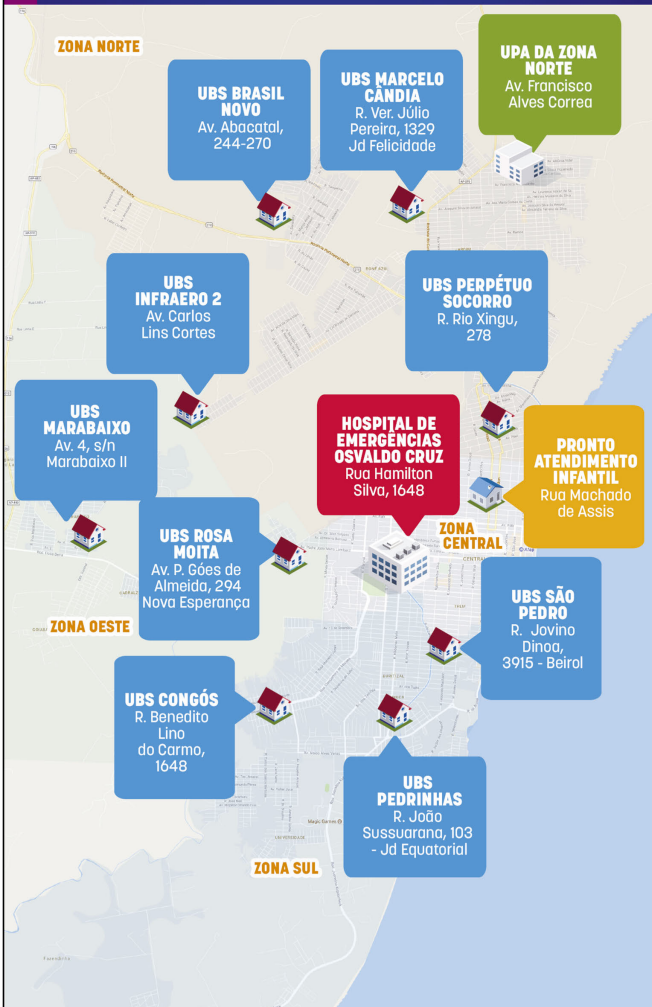 ZONA NORTE
UPA DA ZONA
NORTE
Av. Francisco
Alves Correa
UBS MARCELO
CÂNDIA
R. Ver. Júlio
Pereira, 1329
Jd Felicidade
UBS BRASIL
NOVO
Av. Abacatal,
244-270
UBS
INFRAERO 2
Av. Carlos
Lins Cortes
UBS PERPÉTUO
SOCORRO
R. Rio Xingu,
278
UBS
MARABAIXO
Av. 4, s/n
Marabaixo II
HOSPITAL DE
EMERGÊNCIAS
OSVALDO CRUZ
Rua Hamilton
Silva, 1648
PRONTO
ATENDIMENTO
INFANTIL
Rua Machado
de Assis
ZONA
CENTRAL
UBS ROSA
MOITA
Av. P. Góes de
Almeida, 294
Nova Esperança
ZONA OESTE
UBS SÃO
PEDRO
R. Jovino
Dinoa,
3915 - Beirol
UBS CONGÓS
R. Benedito
Lino
do Carmo,
1648
UBS
PEDRINHAS
R. João
Sussuarana, 103
- Jd Equatorial
ZONA SUL